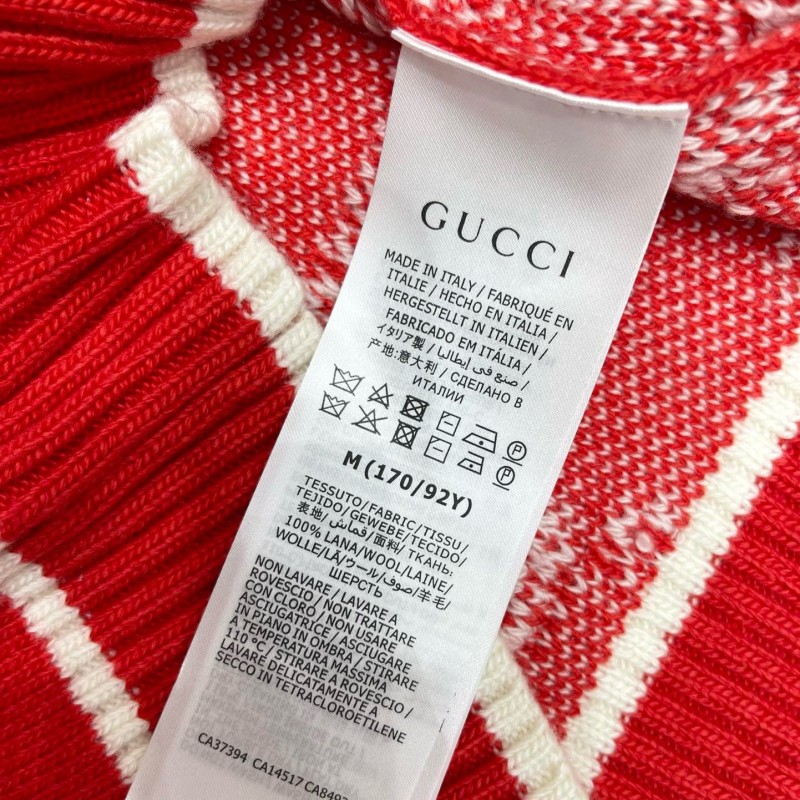 GUCCI
MADE IN ITALY / FABRIQUÉ EN
ITALIE / HECHO EN ITALIA /
HERGESTELLT IN ITALIEN /
FABRICADO EM ITÁLIA /
イタリア製 / صنع في إيطاليا /
产地:意大利 / СДЕЛАНО В
ИТАЛИИ
M (170/92Y)
TESSUTO/FABRIC/TISSU/
TEJIDO/GEWEBE/TECIDO/
表地/قماش/面料/ТКАНЬ:
100% LANA/WOOL/LAINE/
WOLLE/LÃ/ウール/صوف/羊毛/
ШЕРСТЬ
NON LAVARE / LAVARE A
ROVESCIO / NON TRATTARE
CON CLORO / NON USARE
ASCIUGATRICE / ASCIUGARE
IN PIANO IN OMBRA / STIRARE
A TEMPERATURA MASSIMA
110 °C / STIRARE A ROVESCIO /
LAVARE DELICATAMENTE A
SECCO IN TETRACLOROETILENE
CA37394 CA14517